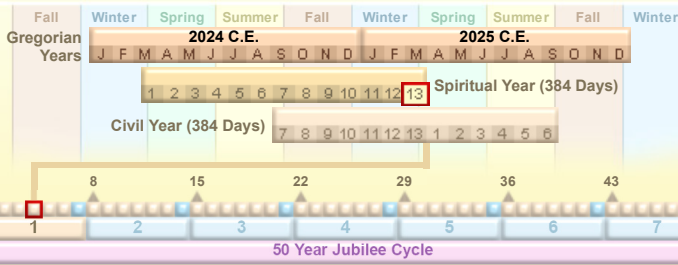 Fall Winter Spring Summer Fall Winter Spring Summer Fall Winter
Gregorian Years
2024 C.E. 2025 C.E.
J F M A M J J A S O N D J F M A M J J A S O N D
1 2 3 4 5 6 7 8 9 10 11 12 13 Spiritual Year (384 Days)
Civil Year (384 Days) 7 8 9 10 11 12 13 1 2 3 4 5 6
8 15 22 29 36 43
1 2 3 4 5 6 7
50 Year Jubilee Cycle